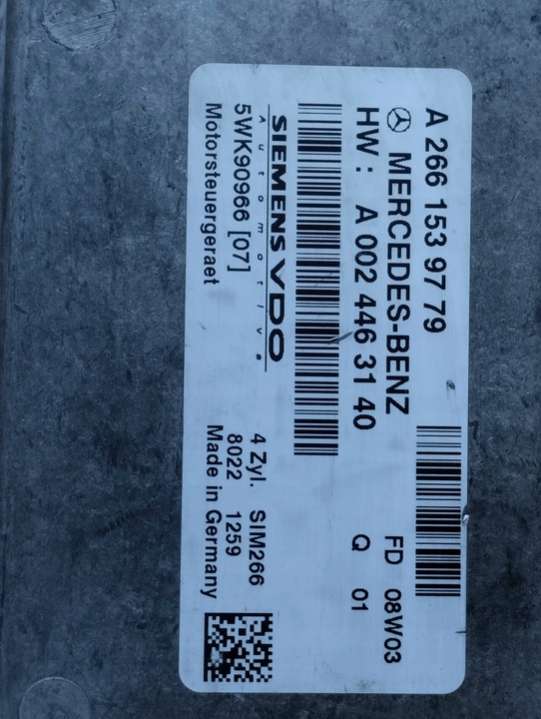 A 266 153 97 79
MERCEDES-BENZ
HW : A 002 446 31 40
FD 08W03
Q 01
SIEMENS VDO
Automotive
5WK90966 [07]
Motorsteuergeraet
4 Zyl. SIM266
8022 1259
Made in Germany